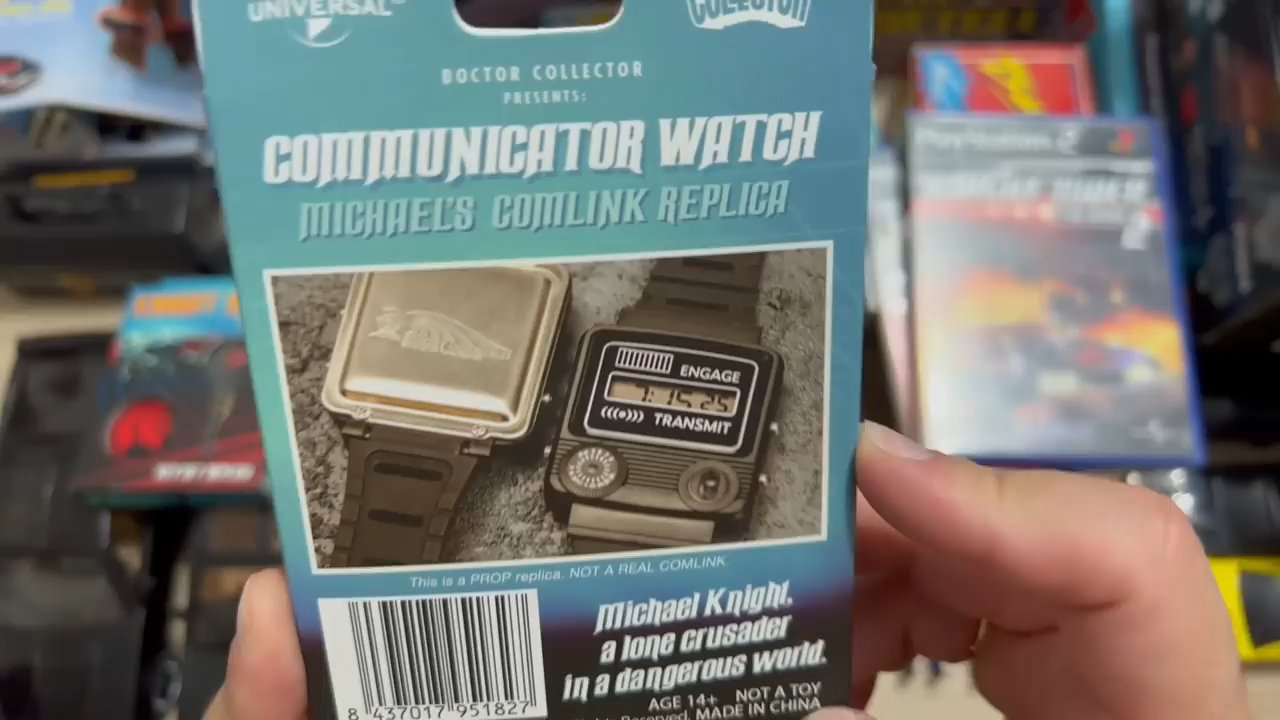 UNIVERSAL
COLLECTOR
DOCTOR COLLECTOR
PRESENTS:
COMMUNICATOR WATCH
MICHAEL'S COMLINK REPLICA
ENGAGE
7:15 25
TRANSMIT
This is a PROP replica. NOT A REAL COMLINK.
Michael Knight,
a lone crusader
in a dangerous world.
AGE 14+ NOT A TOY
Rights Reserved. MADE IN CHINA
8 437017 951827
PlayStation 2